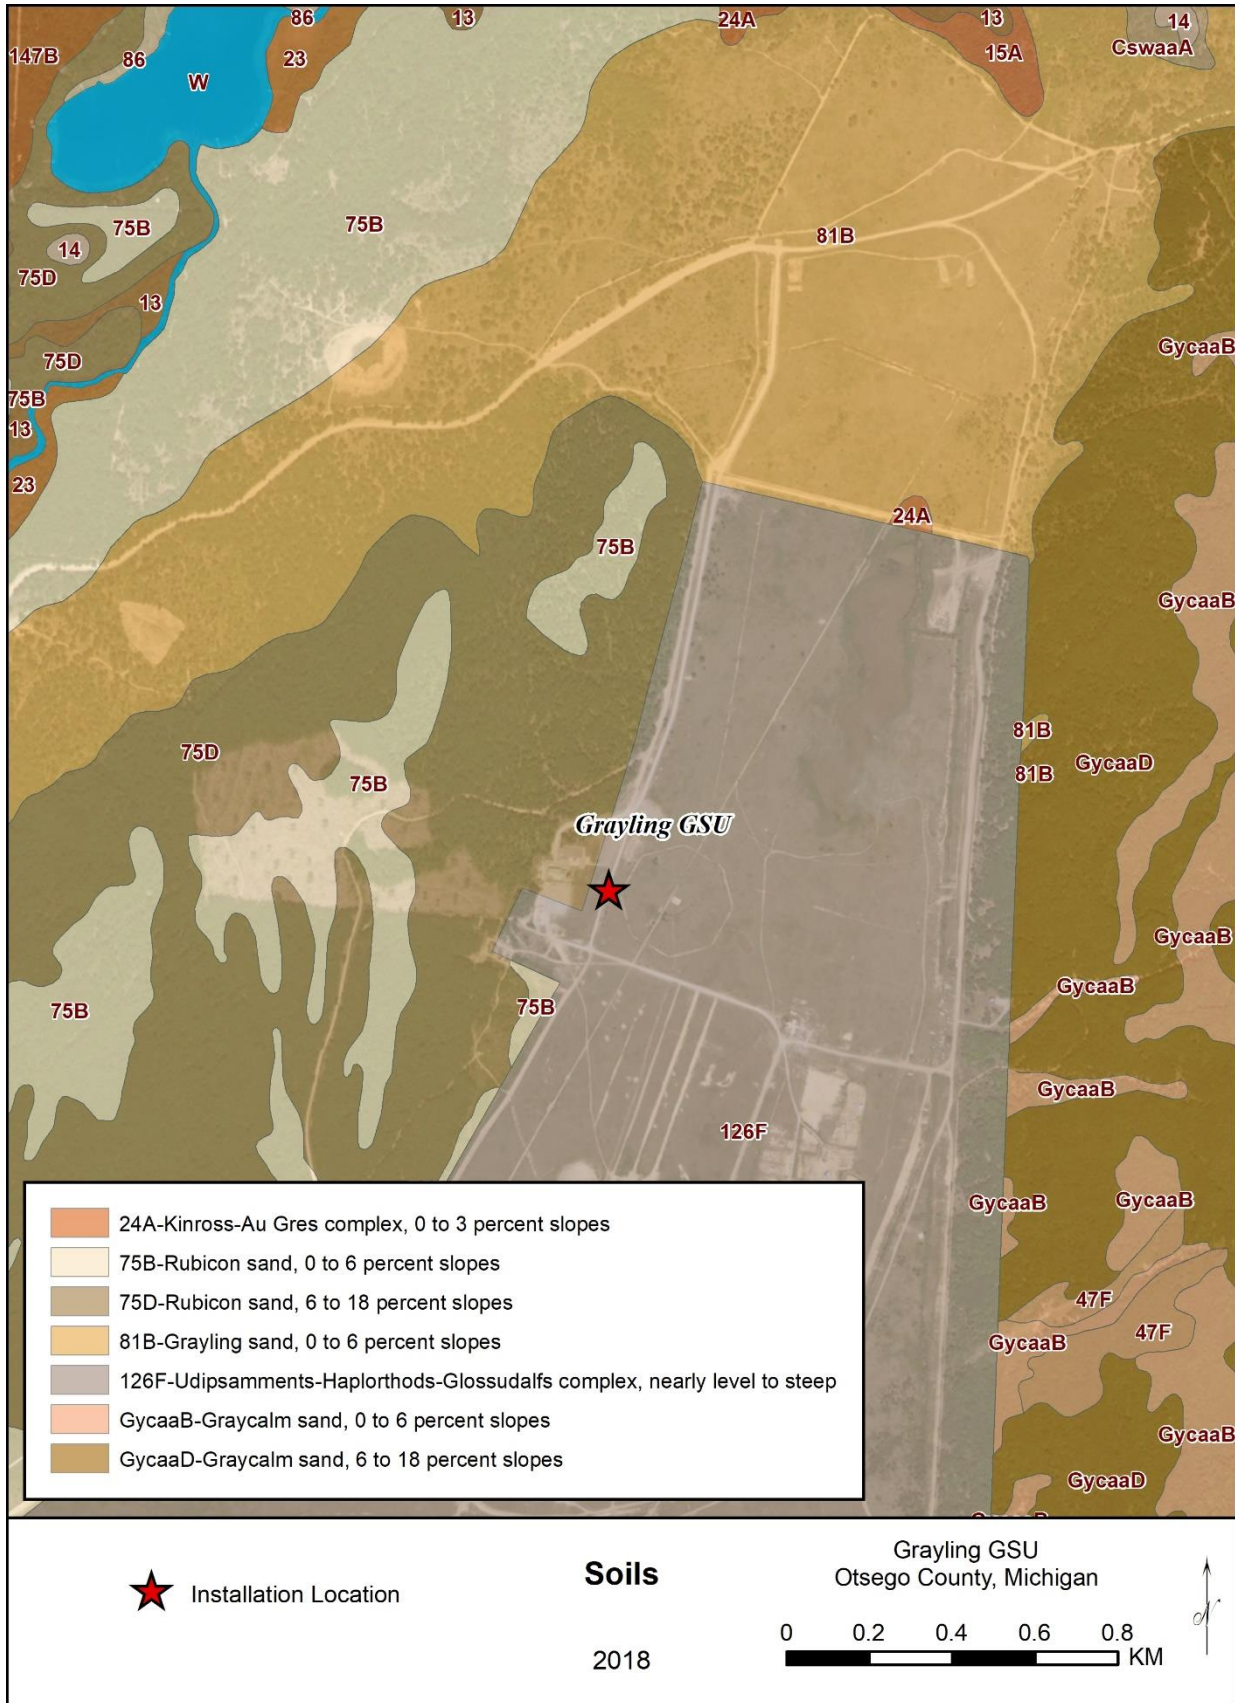 86
13
24A
13
14
147B
86
23
15A
CswaaA
W
75B
75B
14
81B
75D
13
GycaaB
75D
75B
13
23
24A
75B
GycaaB
81B
75D
GycaaD
81B
75B
Grayling GSU
GycaaB
GycaaB
75B
75B
GycaaB
126F
GycaaB
GycaaB
47F
47F
GycaaB
GycaaB
GycaaD
24A-Kinross-Au Gres complex, 0 to 3 percent slopes
75B-Rubicon sand, 0 to 6 percent slopes
75D-Rubicon sand, 6 to 18 percent slopes
81B-Grayling sand, 0 to 6 percent slopes
126F-Udipsamments-Haplorthods-Glossudalfs complex, nearly level to steep
GycaaB-Graycalm sand, 0 to 6 percent slopes
GycaaD-Graycalm sand, 6 to 18 percent slopes
Installation Location
Soils
2018
Grayling GSU
Otsego County, Michigan
0 0.2 0.4 0.6 0.8
KM
N